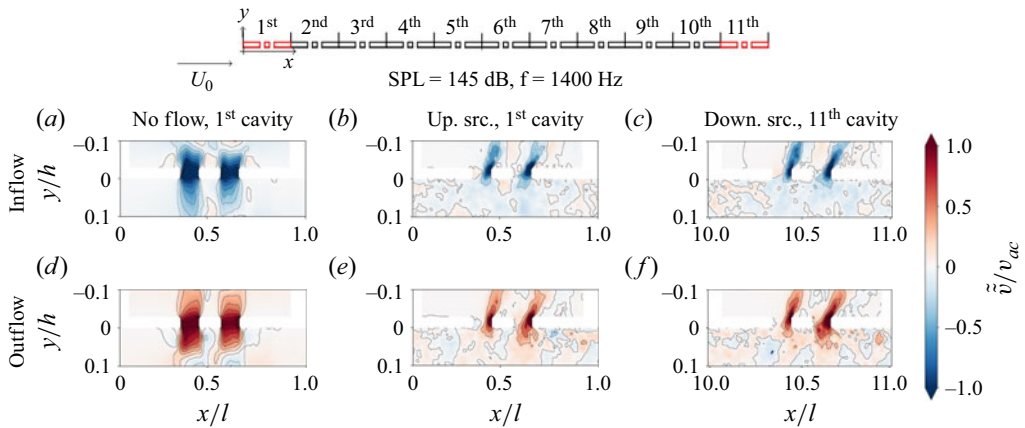 y
1st 2nd 3rd 4th 5th 6th 7th 8th 9th 10th 11th
x
U0
SPL = 145 dB, f = 1400 Hz
(a) No flow, 1st cavity
(b) Up. src., 1st cavity
(c) Down. src., 11th cavity
Inflow
y/h
–0.1
0
0.1
0 0.5 1.0
0 0.5 1.0
10.0 10.5 11.0
(d)
(e)
(f)
Outflow
y/h
–0.1
0
0.1
0 0.5 1.0
0 0.5 1.0
10.0 10.5 11.0
x/l
x/l
x/l
–0.1
0
0.1
–0.1
0
0.1
–0.1
0
0.1
–0.1
0
0.1
1.0
0.5
0
–0.5
–1.0
ṽ/vac